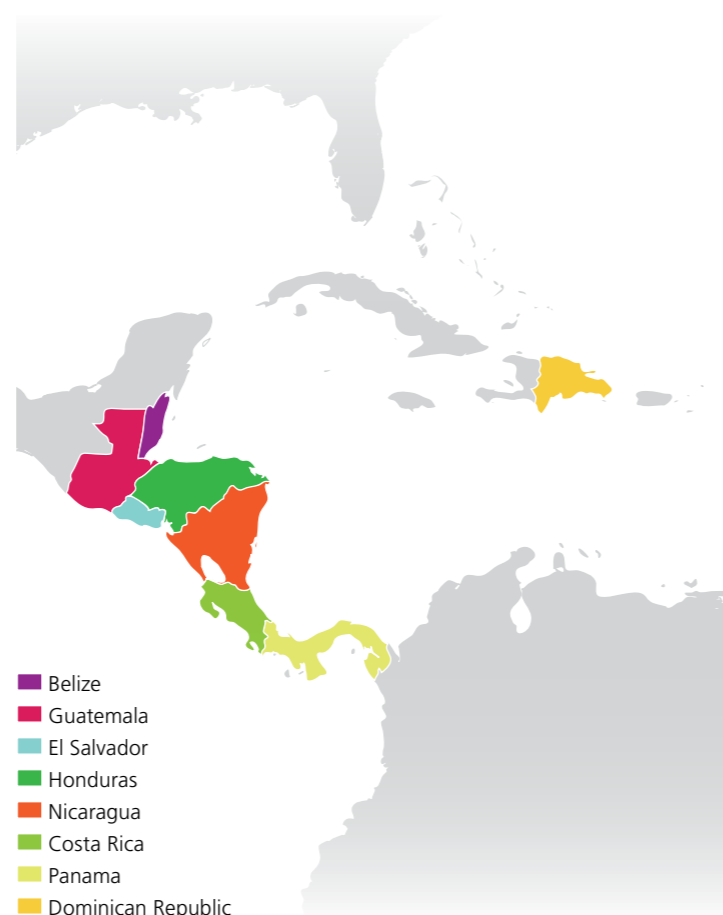 Belize
Guatemala
El Salvador
Honduras
Nicaragua
Costa Rica
Panama
Dominican Republic